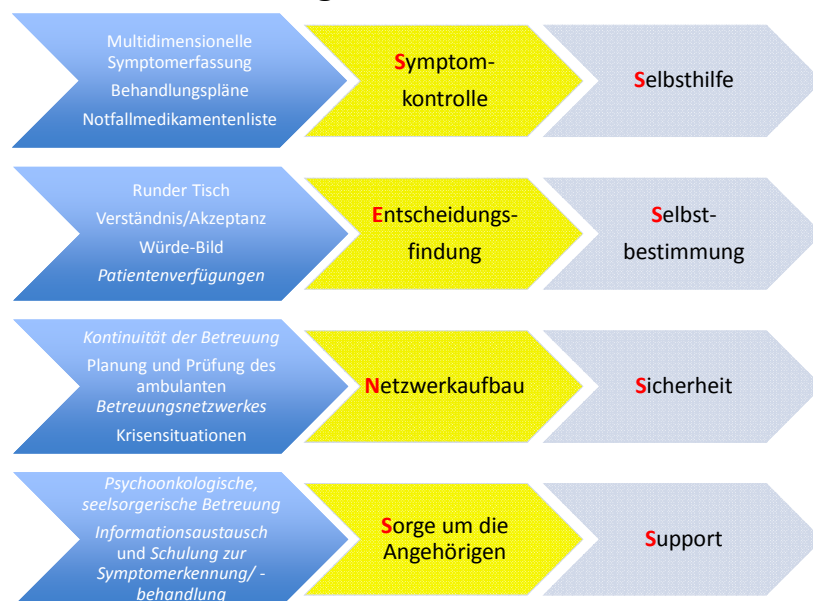 Multidimensionelle
Symptomerfassung
Behandlungspläne
Notfallmedikamentenliste
Symptom-
kontrolle
Selbsthilfe
Runder Tisch
Verständnis/Akzeptanz
Würde-Bild
Patientenverfügungen
Entscheidungs-
findung
Selbst-
bestimmung
Kontinuität der Betreuung
Planung und Prüfung des
ambulanten
Betreuungsnetzwerkes
Krisensituationen
Netzwerkaufbau
Sicherheit
Psychoonkologische,
seelsorgerische Betreuung
Informationsaustausch
und Schulung zur
Symptomerkennung/ -
behandlung
Sorge um die
Angehörigen
Support